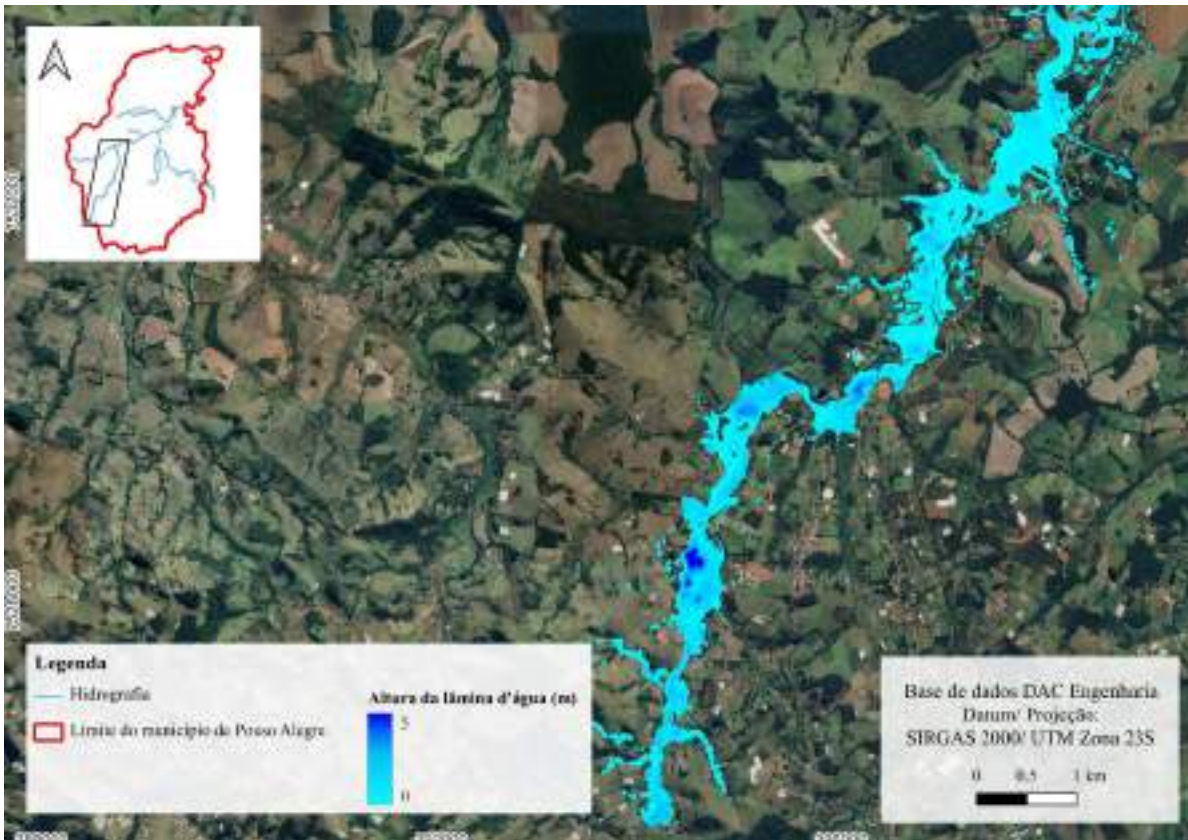 Legenda
Hidrografia
Limite do município de Pouso Alegre
Altura da lâmina d'água (m)
5
0
Base de dados DAC Engenharia
Datum/ Projeção:
SIRGAS 2000/ UTM Zona 23S
0 0.5 1 km